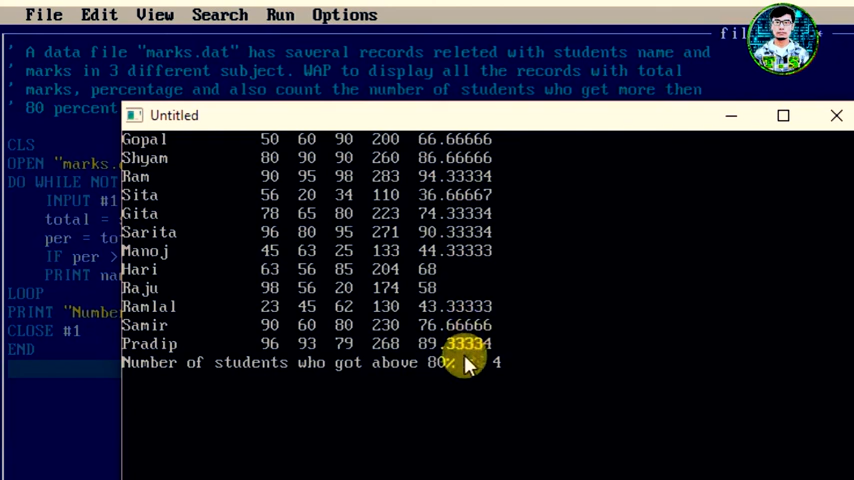 File Edit View Search Run Options
fil
' A data file "marks.dat" has saveral records releted with students name and
' marks in 3 different subject. WAP to display all the records with total
' marks, percentage and also count the number of students who get more then
' 80 percent
Untitled
CLS
OPEN "marks.
DO WHILE NOT
INPUT #1
total =
per = to
IF per >
PRINT na
LOOP
PRINT "Numbe
CLOSE #1
END
Gopal 50 60 90 200 66.66666
Shyam 80 90 90 260 86.66666
Ram 90 95 98 283 94.33334
Sita 56 20 34 110 36.66667
Gita 78 65 80 223 74.33334
Sarita 96 80 95 271 90.33334
Manoj 45 63 25 133 44.33333
Hari 63 56 85 204 68
Raju 98 56 20 174 58
Ramlal 23 45 62 130 43.33333
Samir 90 60 80 230 76.66666
Pradip 96 93 79 268 89.33334
Number of students who got above 80% 4